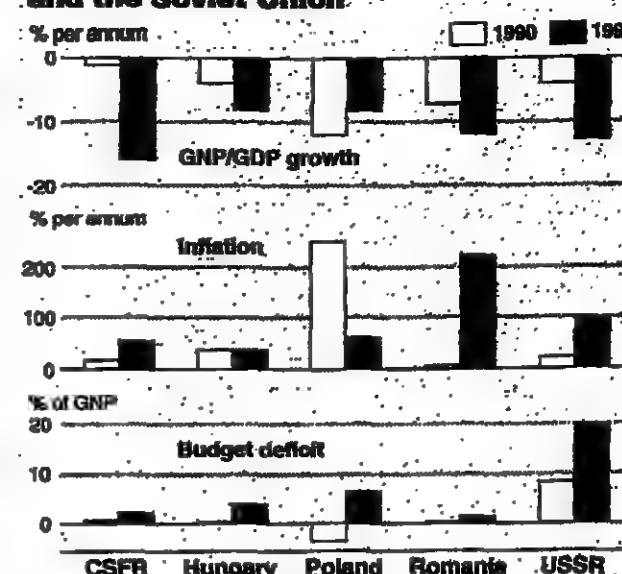 and the Soviet Union
% per annum
1990 199
0
-10
GNP/GDP growth
-20
% per annum
Inflation
200
100
0
% of GNP
20
Budget deficit
10
0
CSFR Hungary Poland Romania USSR